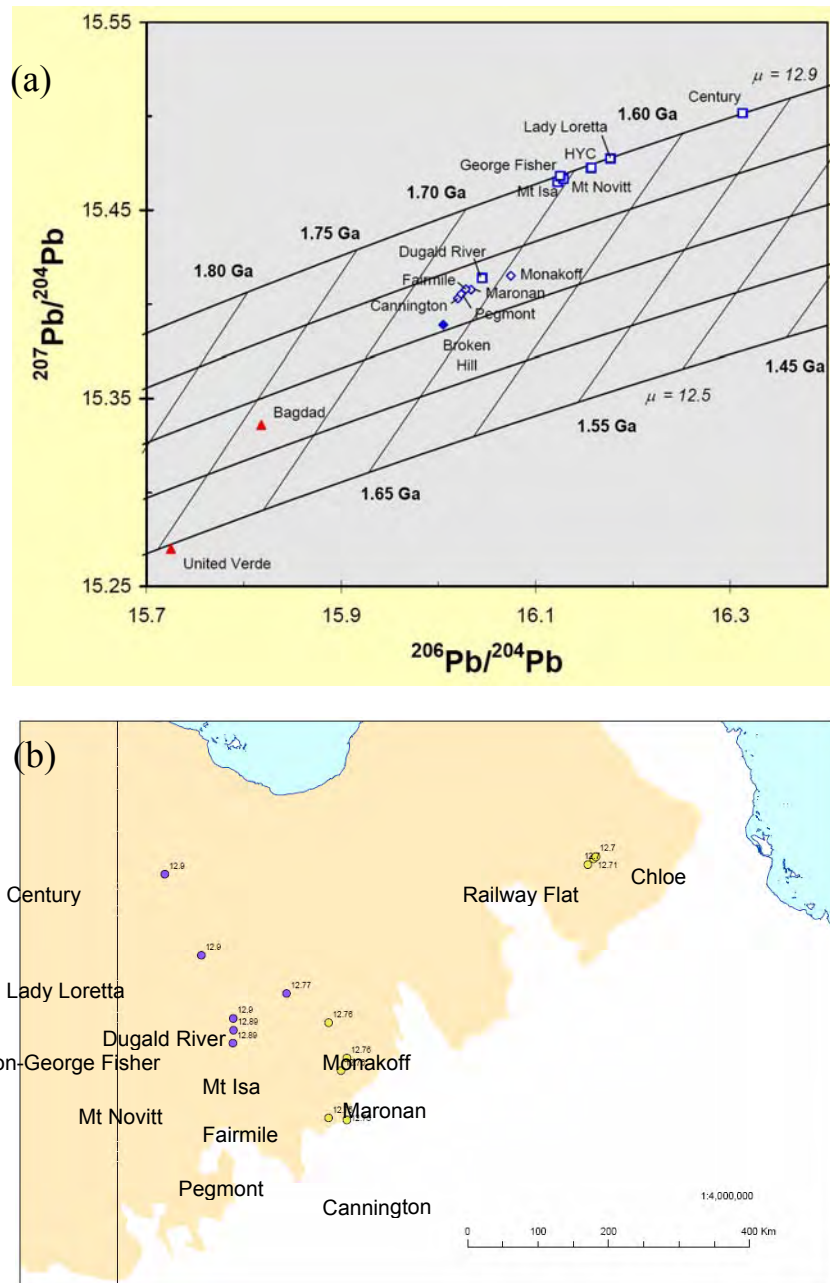 (a)
15.55
μ = 12.9
Century
1.60 Ga
Lady Loretta
HYC
George Fisher
15.45
1.70 Ga
Mt Isa
Mt Novitt
1.75 Ga
Dugald River
1.80 Ga
Fairmile
Monakoff
Cannington
Maronan
Pegmont
207Pb/204Pb
Broken
Hill
15.35
1.45 Ga
Bagdad
μ = 12.5
1.55 Ga
1.65 Ga
United Verde
15.25
15.7
15.9
16.1
16.3
206Pb/204Pb
(b)
12.7
12.71
12.9
Chloe
Century
Railway Flat
12.9
Lady Loretta
12.77
12.9
12.76
12.89
Dugald River
12.89
12.76
on-George Fisher
Monakoff
Mt Isa
Maronan
Mt Novitt
Fairmile
Pegmont
Cannington
1:4,000,000
0 100 200 400 Km